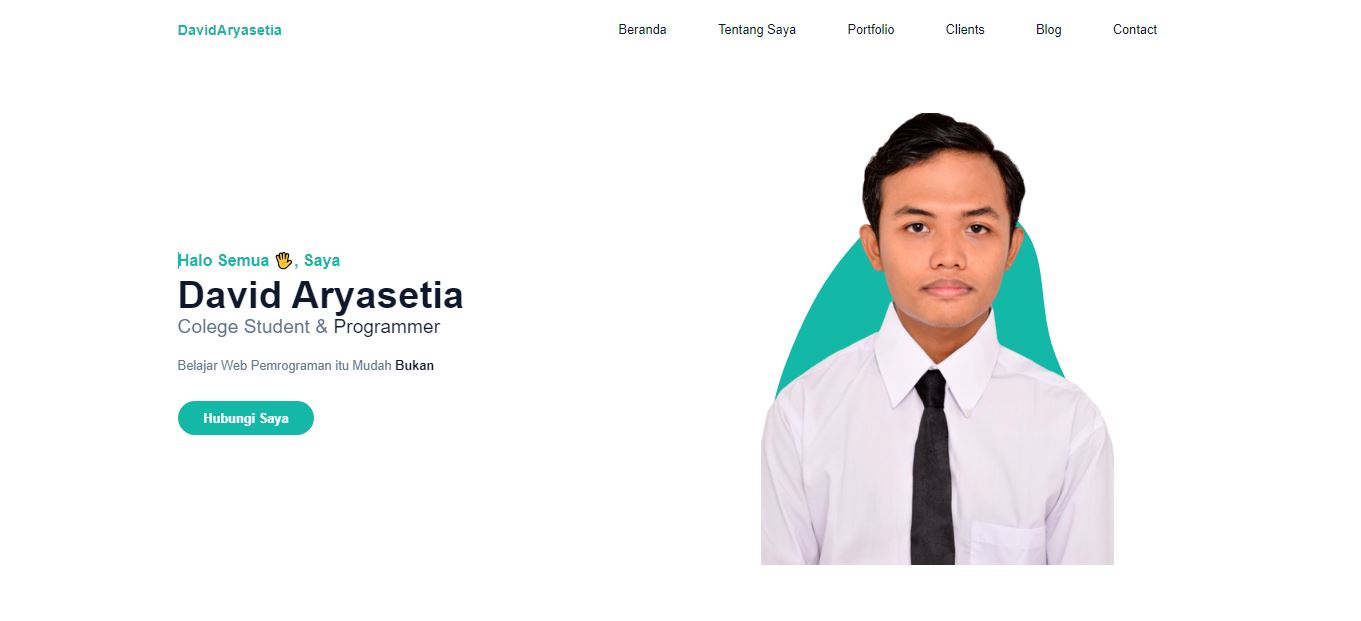 DavidAryasetia
Beranda Tentang Saya Portfolio Clients Blog Contact
Halo Semua 🖐, Saya
David Aryasetia
Colege Student & Programmer
Belajar Web Pemrograman itu Mudah Bukan
Hubungi Saya